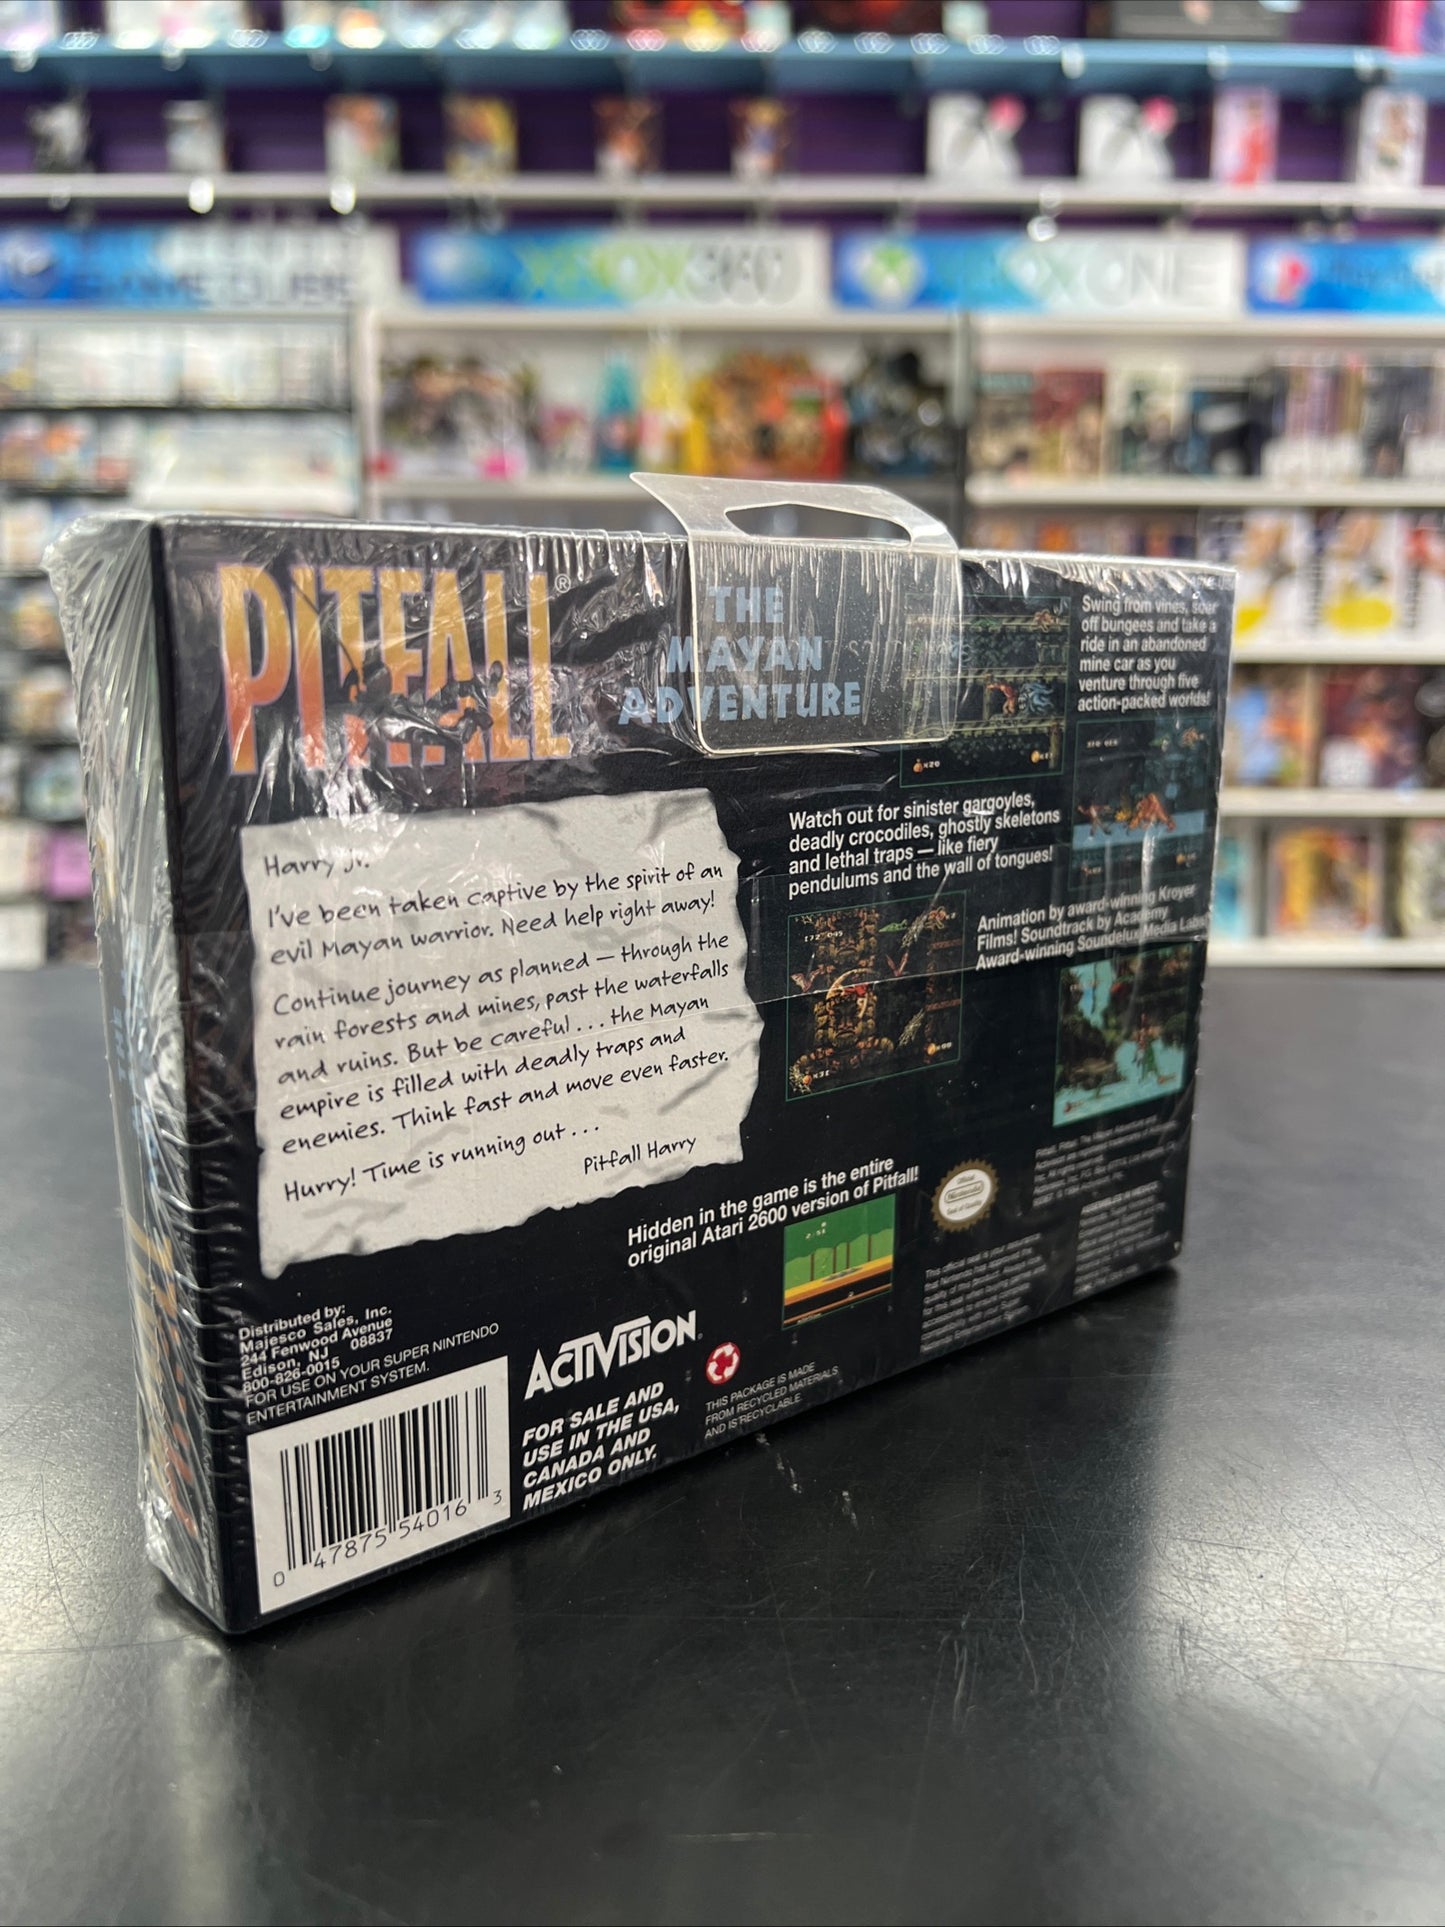 XBOX 360
XBOX ONE
PITFALL®
THE
MAYAN
ADVENTURE
Swing from vines, soar
off bungees and take a
ride in an abandoned
mine car as you
venture through five
action-packed worlds!
Watch out for sinister gargoyles,
deadly crocodiles, ghostly skeletons
and lethal traps — like fiery
pendulums and the wall of tongues!
Animation by award-winning Kroyer
Films! Soundtrack by Academy
Award-winning Soundelux Media Labs
Harry Jr.
I've been taken captive by the spirit of an
evil Mayan warrior. Need help right away!
Continue journey as planned — through the
rain forests and mines, past the waterfalls
and ruins. But be careful . . . the Mayan
empire is filled with deadly traps and
enemies. Think fast and move even faster.
Hurry! Time is running out . . .
Pitfall Harry
Hidden in the game is the entire
original Atari 2600 version of Pitfall!
Distributed by:
Majesco Sales, Inc.
244 Fenwood Avenue
Edison, NJ 08837
800-826-0015
FOR USE ON YOUR SUPER NINTENDO
ENTERTAINMENT SYSTEM.
0 47875 54016 3
ACTIVISION
FOR SALE AND
USE IN THE USA,
CANADA AND
MEXICO ONLY.
THIS PACKAGE IS MADE
FROM RECYCLED MATERIALS
AND IS RECYCLABLE
Nintendo
ASSEMBLED IN MEXICO